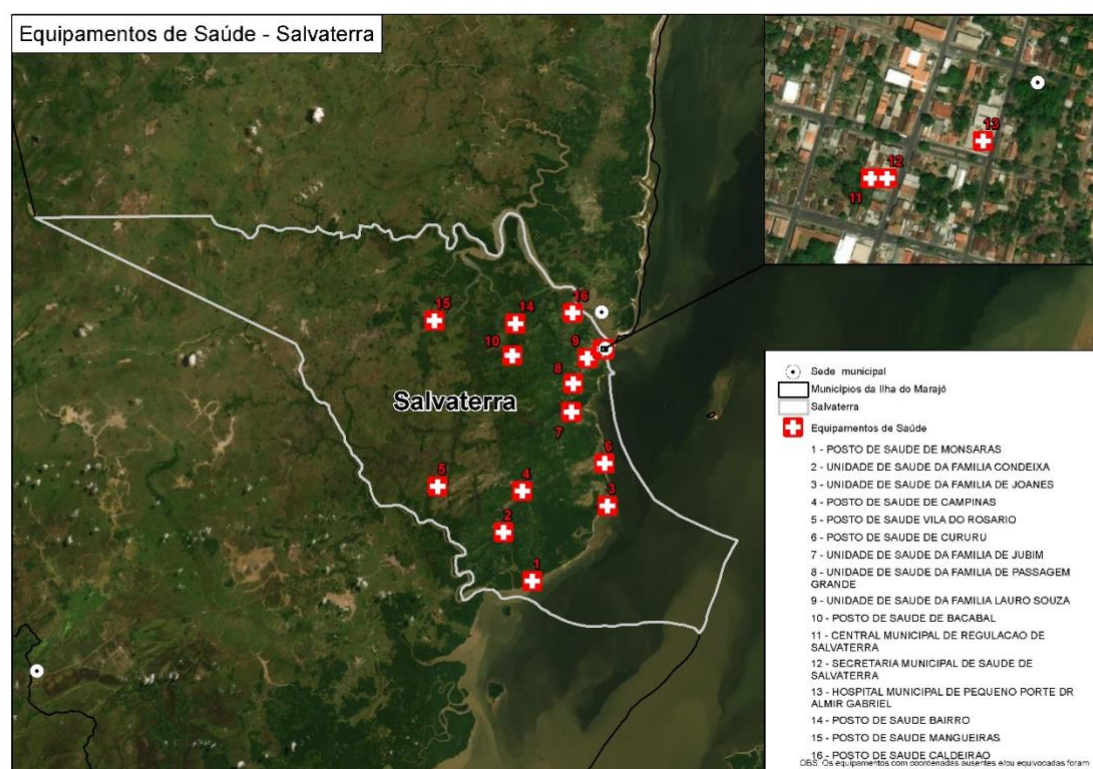 Equipamentos de Saúde - Salvaterra
13
12
11
16
15
14
9
10
8
Salvaterra
7
6
5
4
3
2
1
Sede municipal
Municípios da Ilha do Marajó
Salvaterra
Equipamentos de Saúde
1 - POSTO DE SAUDE DE MONSARAS
2 - UNIDADE DE SAUDE DA FAMILIA CONDEIXA
3 - UNIDADE DE SAUDE DA FAMILIA DE JOANES
4 - POSTO DE SAUDE DE CAMPINAS
5 - POSTO DE SAUDE VILA DO ROSARIO
6 - POSTO DE SAUDE DE CURURU
7 - UNIDADE DE SAUDE DA FAMILIA DE JUBIM
8 - UNIDADE DE SAUDE DA FAMILIA DE PASSAGEM
GRANDE
9 - UNIDADE DE SAUDE DA FAMILIA LAURO SOUZA
10 - POSTO DE SAUDE DE BACABAL
11 - CENTRAL MUNICIPAL DE REGULACAO DE
SALVATERRA
12 - SECRETARIA MUNICIPAL DE SAUDE DE
SALVATERRA
13 - HOSPITAL MUNICIPAL DE PEQUENO PORTE DR
ALMIR GABRIEL
14 - POSTO DE SAUDE BAIRRO
15 - POSTO DE SAUDE MANGUEIRAS
16 - POSTO DE SAUDE CALDEIRAO
OBS: Os equipamentos com coordenadas ausentes e/ou equivocadas foram